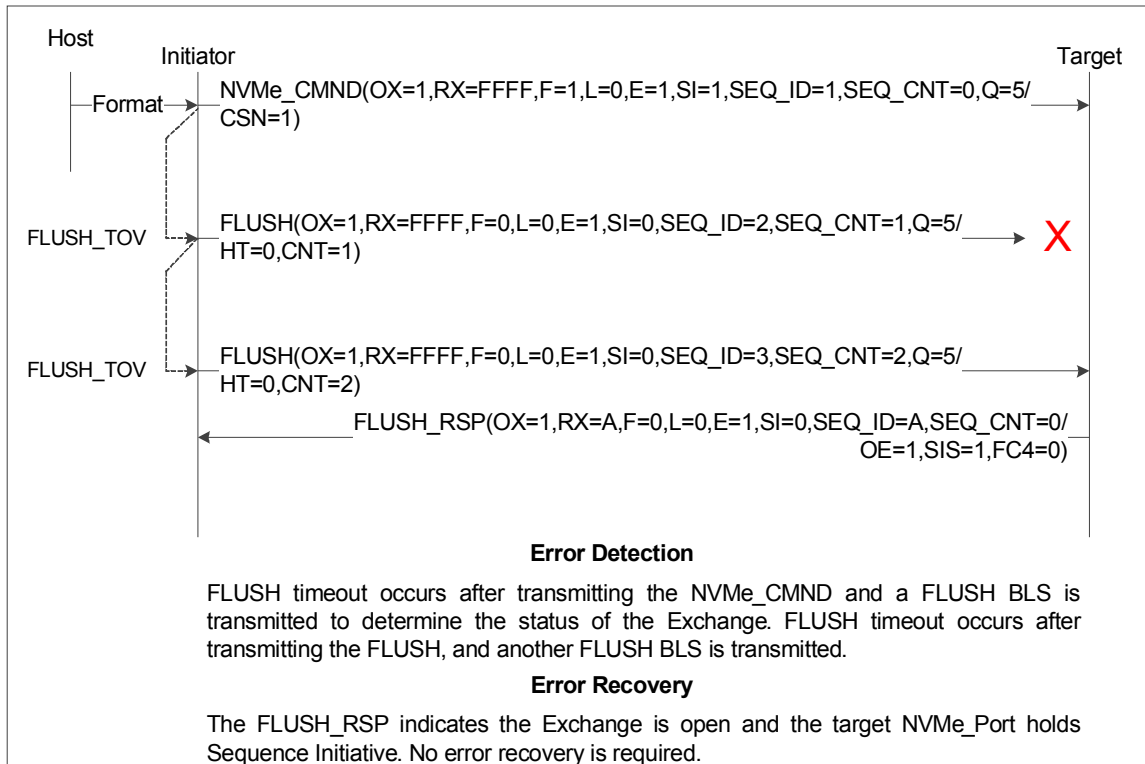 Host
Initiator
Target
Format
NVMe_CMND(OX=1,RX=FFFF,F=1,L=0,E=1,SI=1,SEQ_ID=1,SEQ_CNT=0,Q=5/
CSN=1)
FLUSH_TOV
FLUSH(OX=1,RX=FFFF,F=0,L=0,E=1,SI=0,SEQ_ID=2,SEQ_CNT=1,Q=5/
HT=0,CNT=1)
X
FLUSH_TOV
FLUSH(OX=1,RX=FFFF,F=0,L=0,E=1,SI=0,SEQ_ID=3,SEQ_CNT=2,Q=5/
HT=0,CNT=2)
FLUSH_RSP(OX=1,RX=A,F=0,L=0,E=1,SI=0,SEQ_ID=A,SEQ_CNT=0/
OE=1,SIS=1,FC4=0)
Error Detection
FLUSH timeout occurs after transmitting the NVMe_CMND and a FLUSH BLS is
transmitted to determine the status of the Exchange. FLUSH timeout occurs after
transmitting the FLUSH, and another FLUSH BLS is transmitted.
Error Recovery
The FLUSH_RSP indicates the Exchange is open and the target NVMe_Port holds
Sequence Initiative. No error recovery is required.